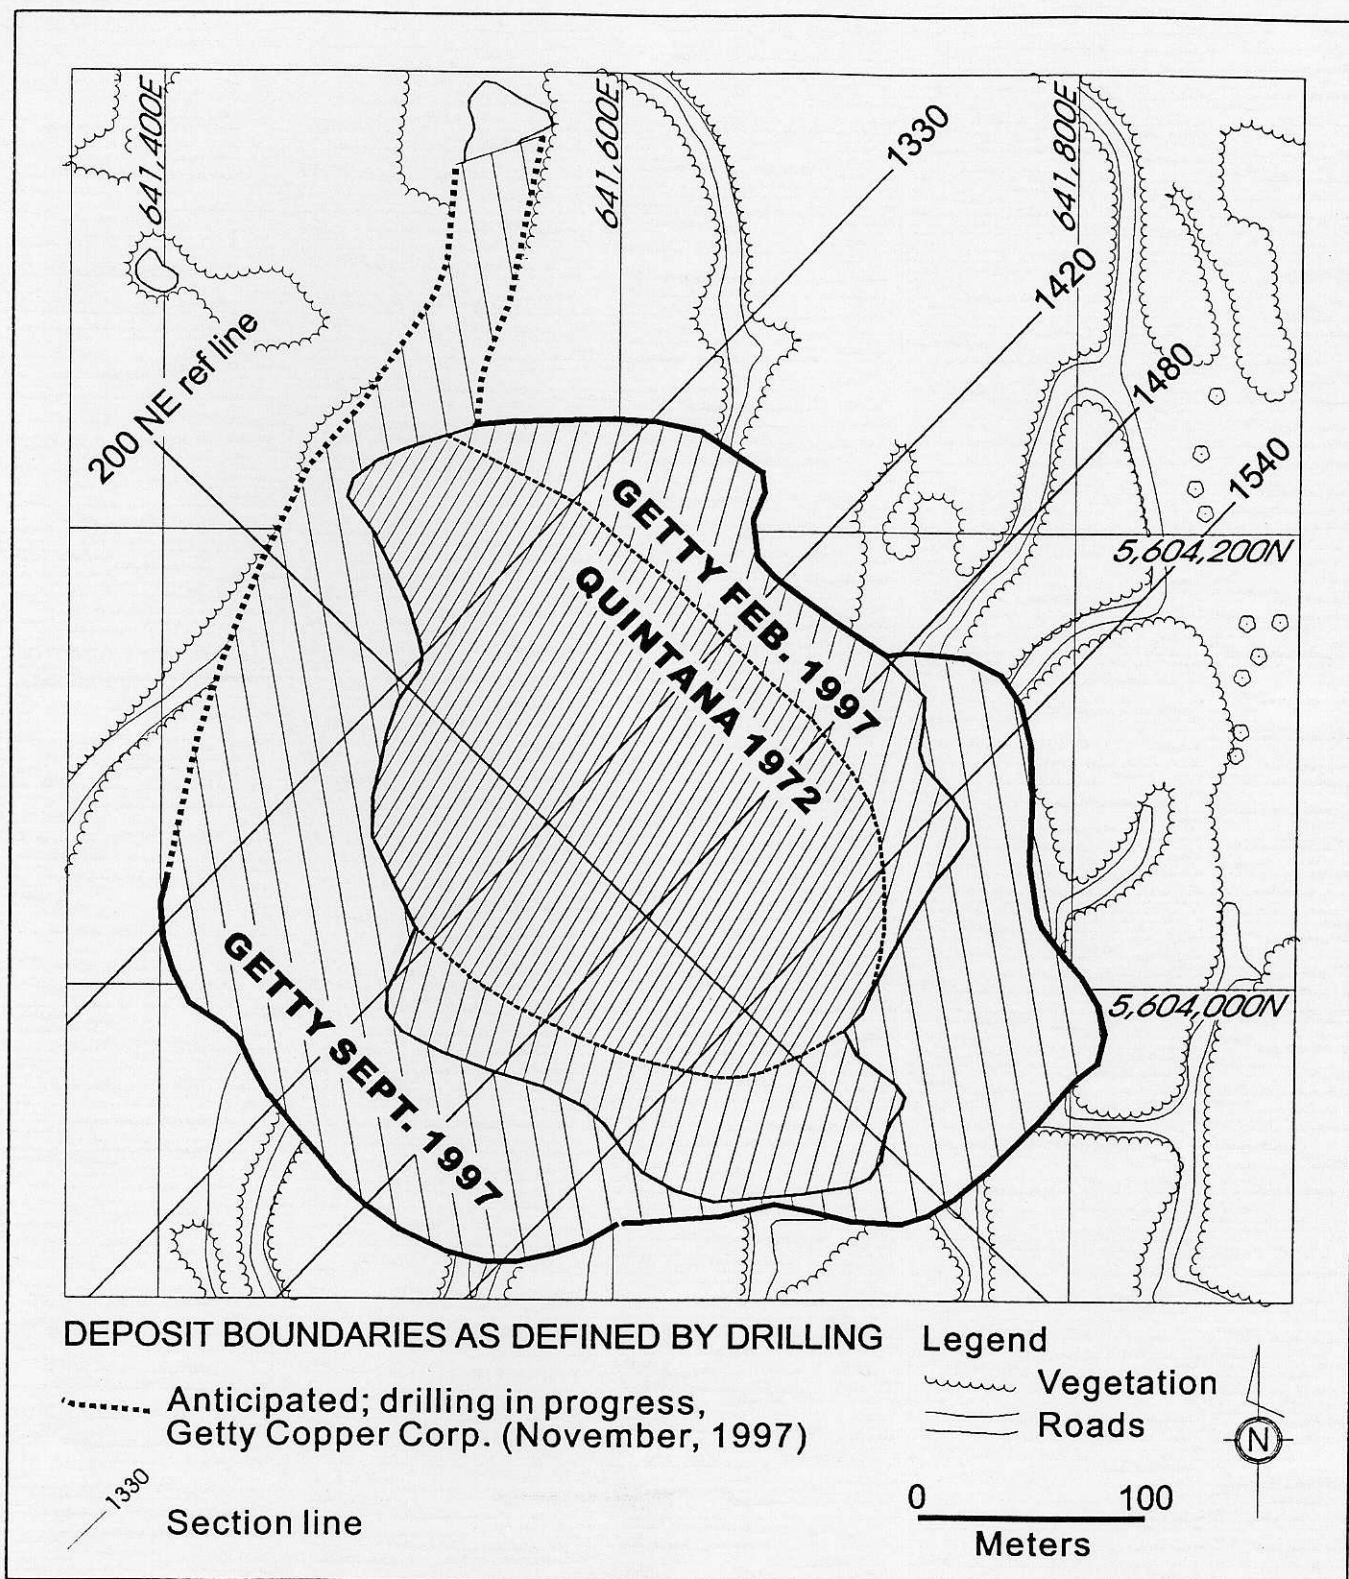 641,400E
641,600E
641,800E
1330
1420
1480
1540
200 NE ref line
5,604,200N
GETTY FEB. 1997
QUINTANA 1972
5,604,000N
GETTY SEPT. 1997
DEPOSIT BOUNDARIES AS DEFINED BY DRILLING
Anticipated; drilling in progress,
Getty Copper Corp. (November, 1997)
1330
Section line
Legend
Vegetation
Roads
N
0 100
Meters